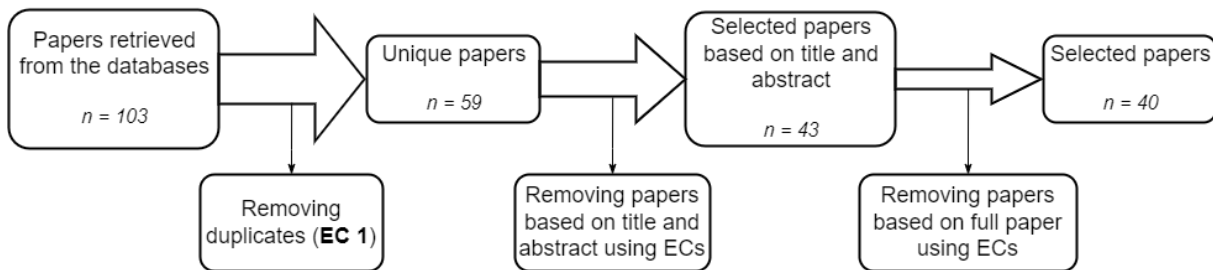 Papers retrieved
from the databases
n = 103
Unique papers
n = 59
Selected papers
based on title and
abstract
n = 43
Selected papers
n = 40
Removing
duplicates (EC 1)
Removing papers
based on title and
abstract using ECs
Removing papers
based on full paper
using ECs